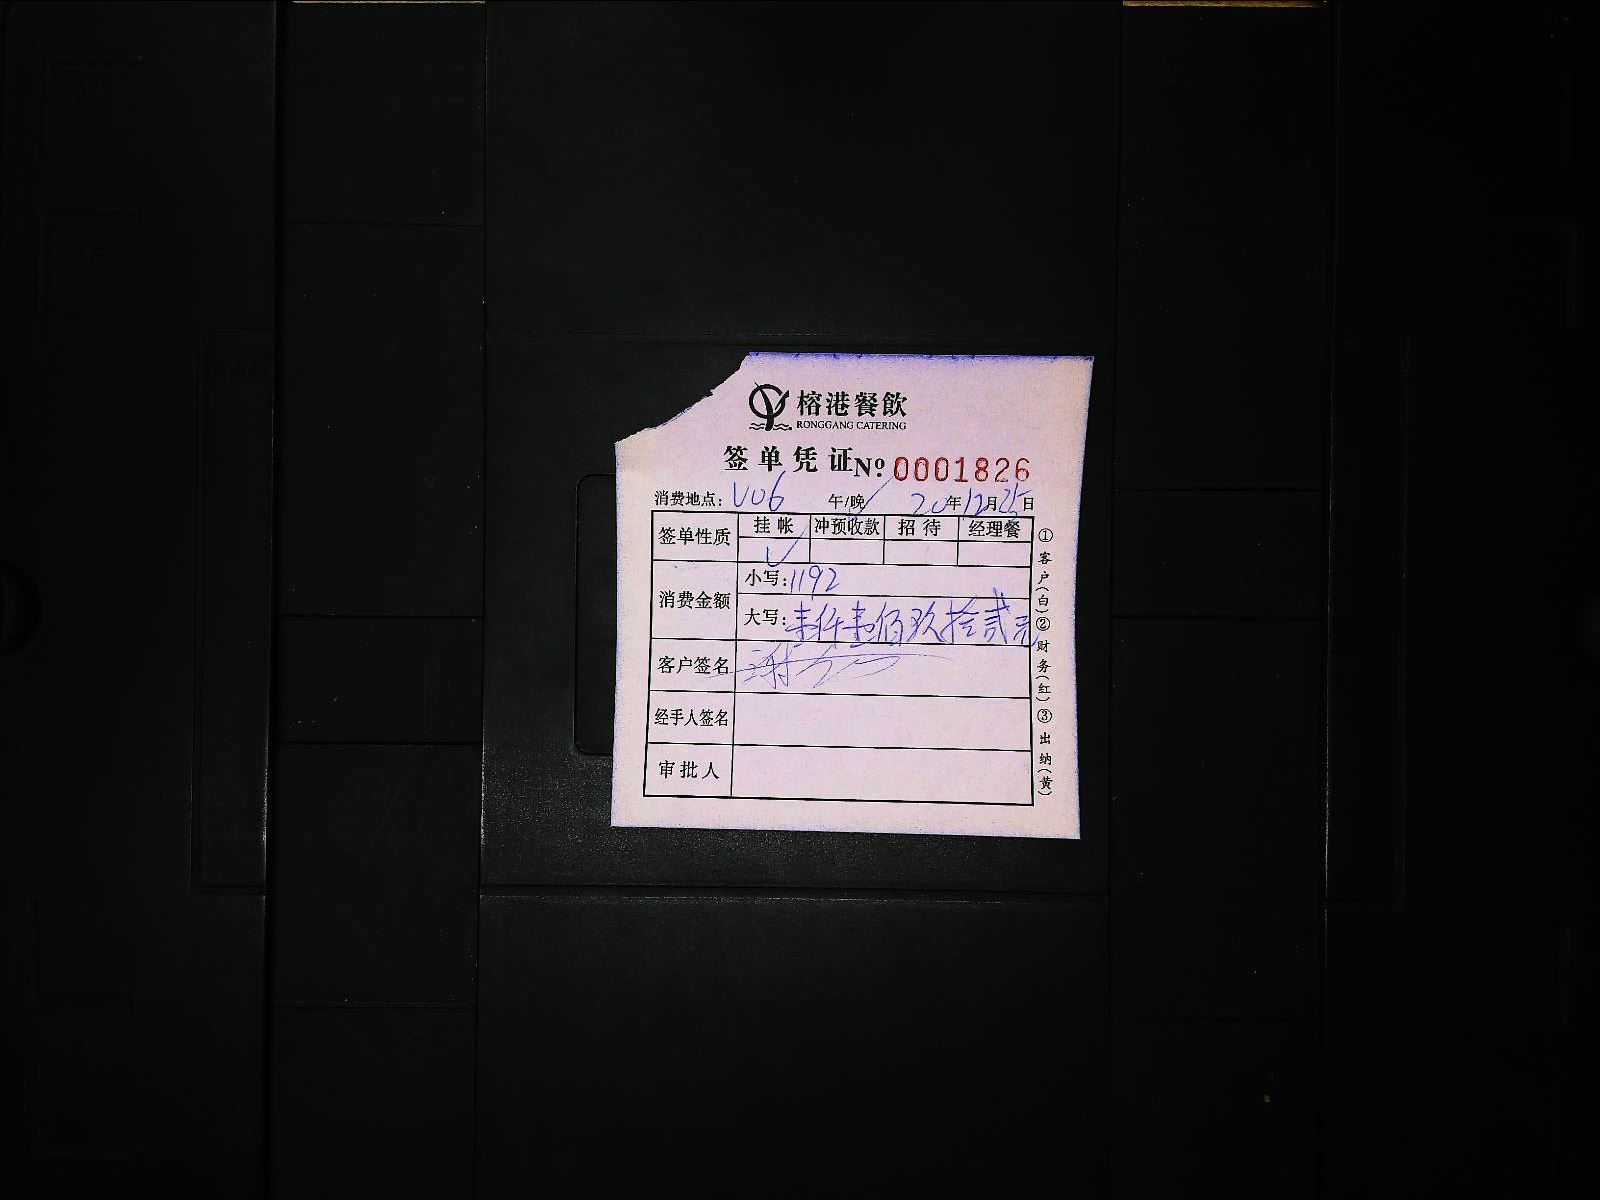 榕港餐飲
RONGGANG CATERING
签单凭证 Nº 0001826
消费地点: V06 午/晚 20年12月25日
签单性质 挂帐 冲预收款 招待 经理餐
✓
消费金额 小写: 1192
大写: 壹仟壹佰玖拾贰元
客户签名 谢
经手人签名
审批人
①客户(白)②财务(红)③出纳(黄)